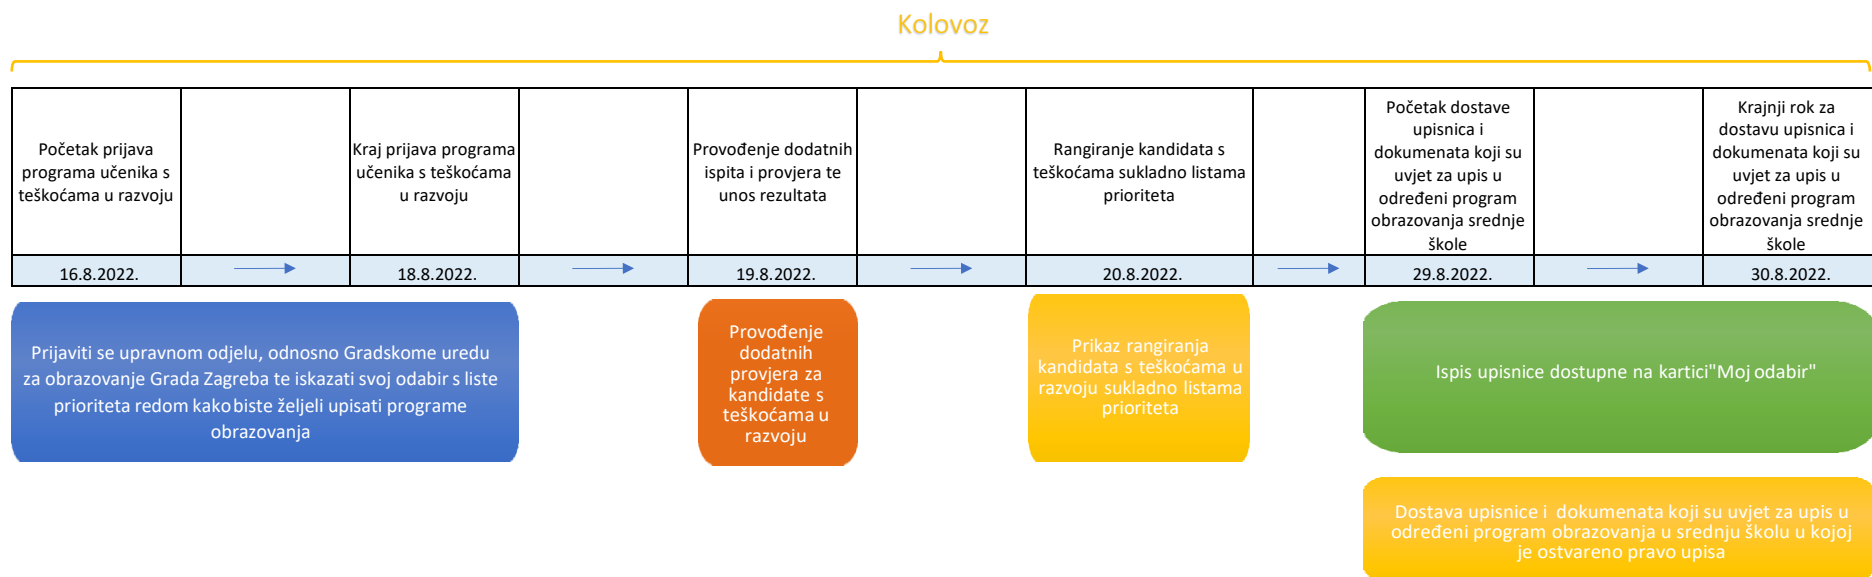 Kolovoz
Početak prijava
programa učenika s
teškoćama u razvoju
Kraj prijava programa
učenika s teškoćama
u razvoju
Provođenje dodatnih
ispita i provjera te
unos rezultata
Rangiranje kandidata s
teškoćama sukladno listama
prioriteta
Početak dostave
upisnica i
dokumenata koji su
uvjet za upis u
određeni program
obrazovanja srednje
škole
Krajnji rok za
dostavu upisnica i
dokumenata koji su
uvjet za upis u
određeni program
obrazovanja srednje
škole
16.8.2022.
18.8.2022.
19.8.2022.
20.8.2022.
29.8.2022.
30.8.2022.
Prijaviti se upravnom odjelu, odnosno Gradskome uredu
za obrazovanje Grada Zagreba te iskazati svoj odabir s liste
prioriteta redom kako biste željeli upisati programe
obrazovanja
Provođenje
dodatnih
provjera za
kandidate s
teškoćama u
razvoju
Prikaz rangiranja
kandidata s teškoćama u
razvoju sukladno listama
prioriteta
Ispis upisnice dostupne na kartici"Moj odabir"
Dostava upisnice i dokumenata koji su uvjet za upis u
određeni program obrazovanja u srednju školu u kojoj
je ostvareno pravo upisa